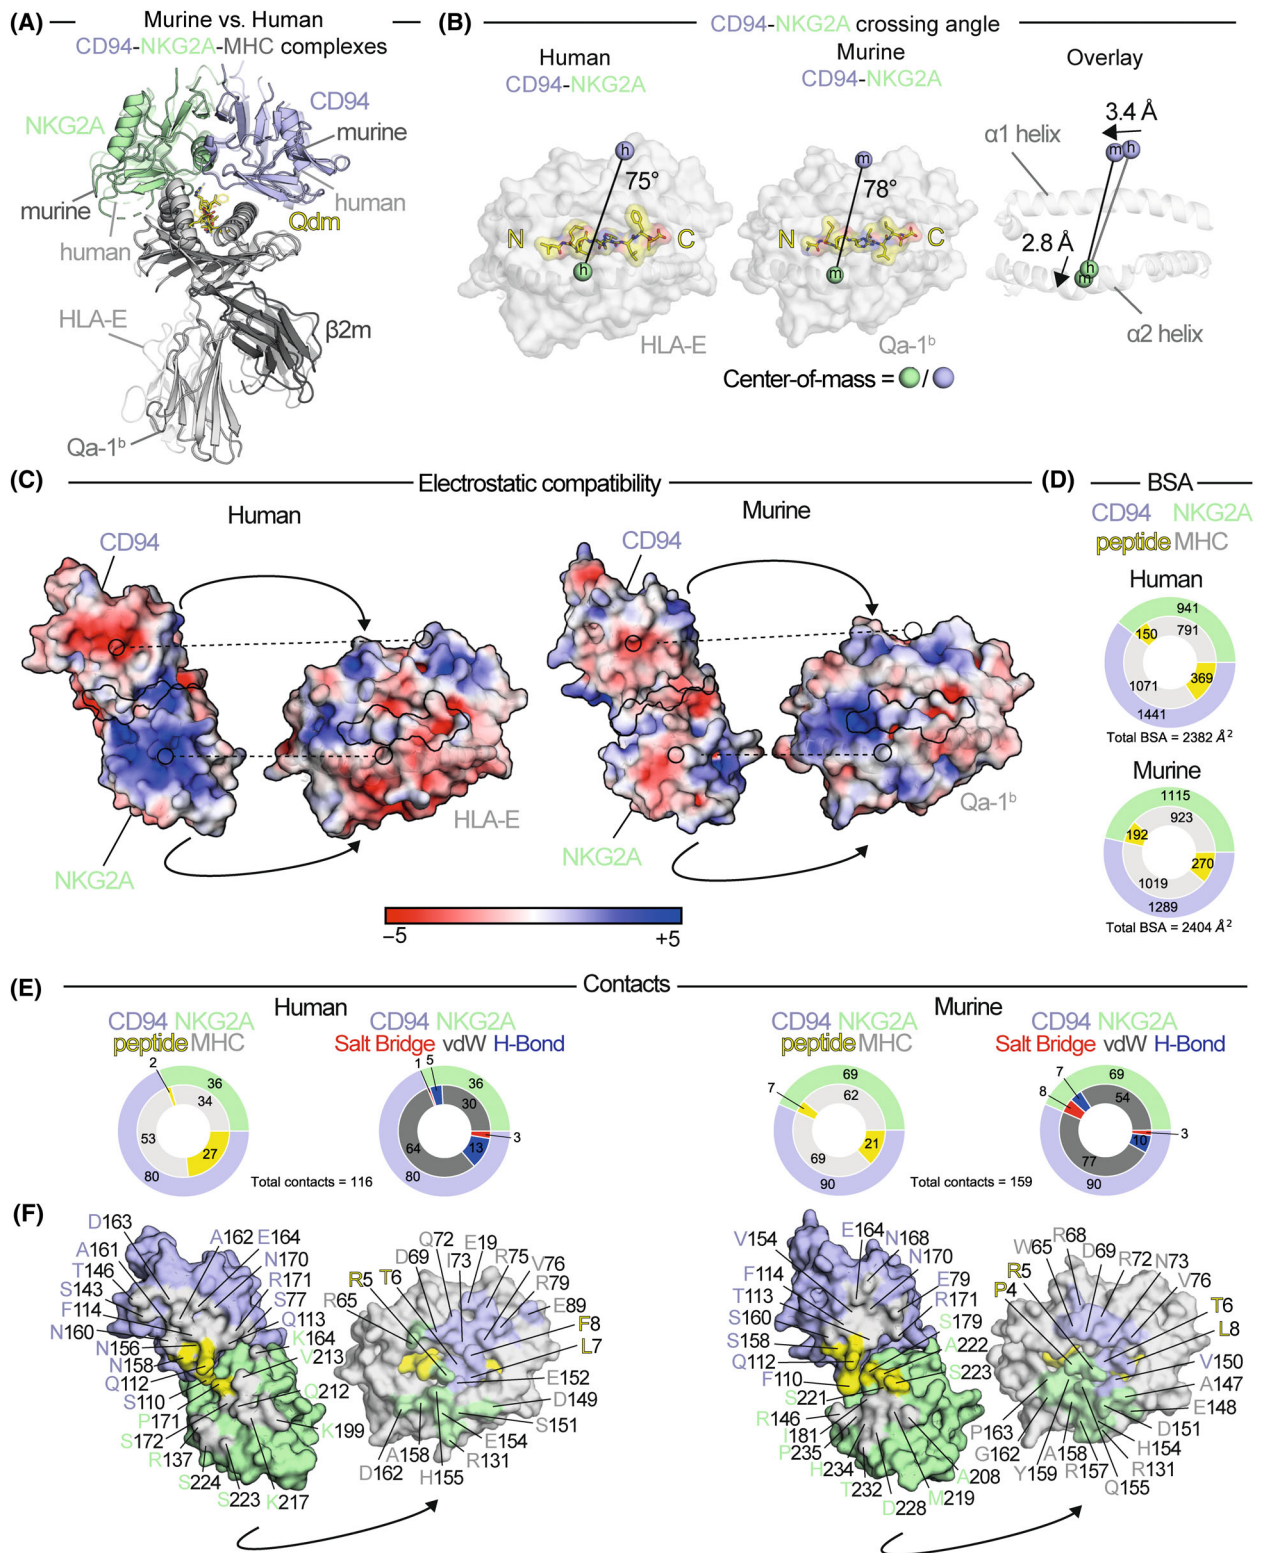 (A) Murine vs. Human
CD94-NKG2A-MHC complexes
NKG2A
CD94
murine
human
Qdm
murine
human
HLA-E
β2m
Qa-1b
(B) CD94-NKG2A crossing angle
Human
CD94-NKG2A
h
75°
N
C
h
HLA-E
Murine
CD94-NKG2A
m
78°
N
C
m
Qa-1b
Overlay
3.4 Å
α1 helix
m h
2.8 Å
h
m
α2 helix
Center-of-mass = /
(C) Electrostatic compatibility
Human
CD94
HLA-E
NKG2A
Murine
CD94
Qa-1b
NKG2A
−5
+5
(D) BSA
CD94 NKG2A
peptide MHC
Human
941
150
791
369
1071
1441
Total BSA = 2382 Å2
Murine
1115
923
192
270
1019
1289
Total BSA = 2404 Å2
(E) Contacts
Human
CD94 NKG2A
peptide MHC
2
36
34
53
27
80
Total contacts = 116
CD94 NKG2A
Salt Bridge vdW H-Bond
1
5
36
30
3
13
64
80
Murine
CD94 NKG2A
peptide MHC
69
7
62
21
69
90
Total contacts = 159
CD94 NKG2A
Salt Bridge vdW H-Bond
7
69
8
54
3
10
77
90
(F)
D163
A162
E164
A161
N170
T146
R171
S143
S77
F114
Q113
N160
K164
N156
V213
N158
Q112
S110
Q212
P171
K199
S172
R137
S224
S223
K217
Q72
E19
D69
I73
R75
R5
T6
V76
R79
R65
E89
F8
L7
E152
D149
S151
E154
A158
R131
D162
H155
V154
E164
N168
N170
F114
E79
T113
R171
S160
S179
S158
A222
Q112
F110
S223
S221
R146
I181
P235
H234
T232
D228
M219
A208
R68
W65
D69
R72
N73
R5
V76
P4
T6
L8
V150
A147
E148
P163
D151
G162
H154
A158
Y159
R131
R157
Q155